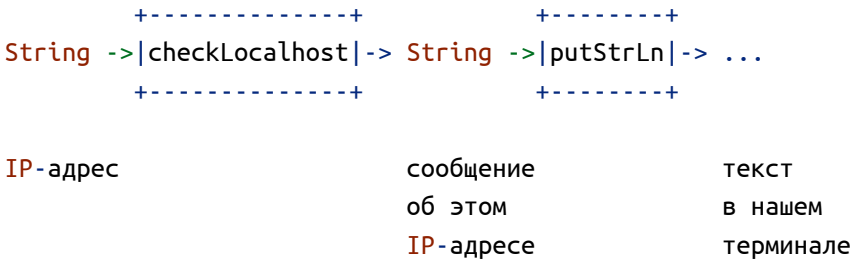 +--------------+ +--------+
String ->|checkLocalhost|-> String ->|putStrLn|-> ...
+--------------+ +--------+
IP-адрес сообщение текст
об этом в нашем
IP-адресе терминале